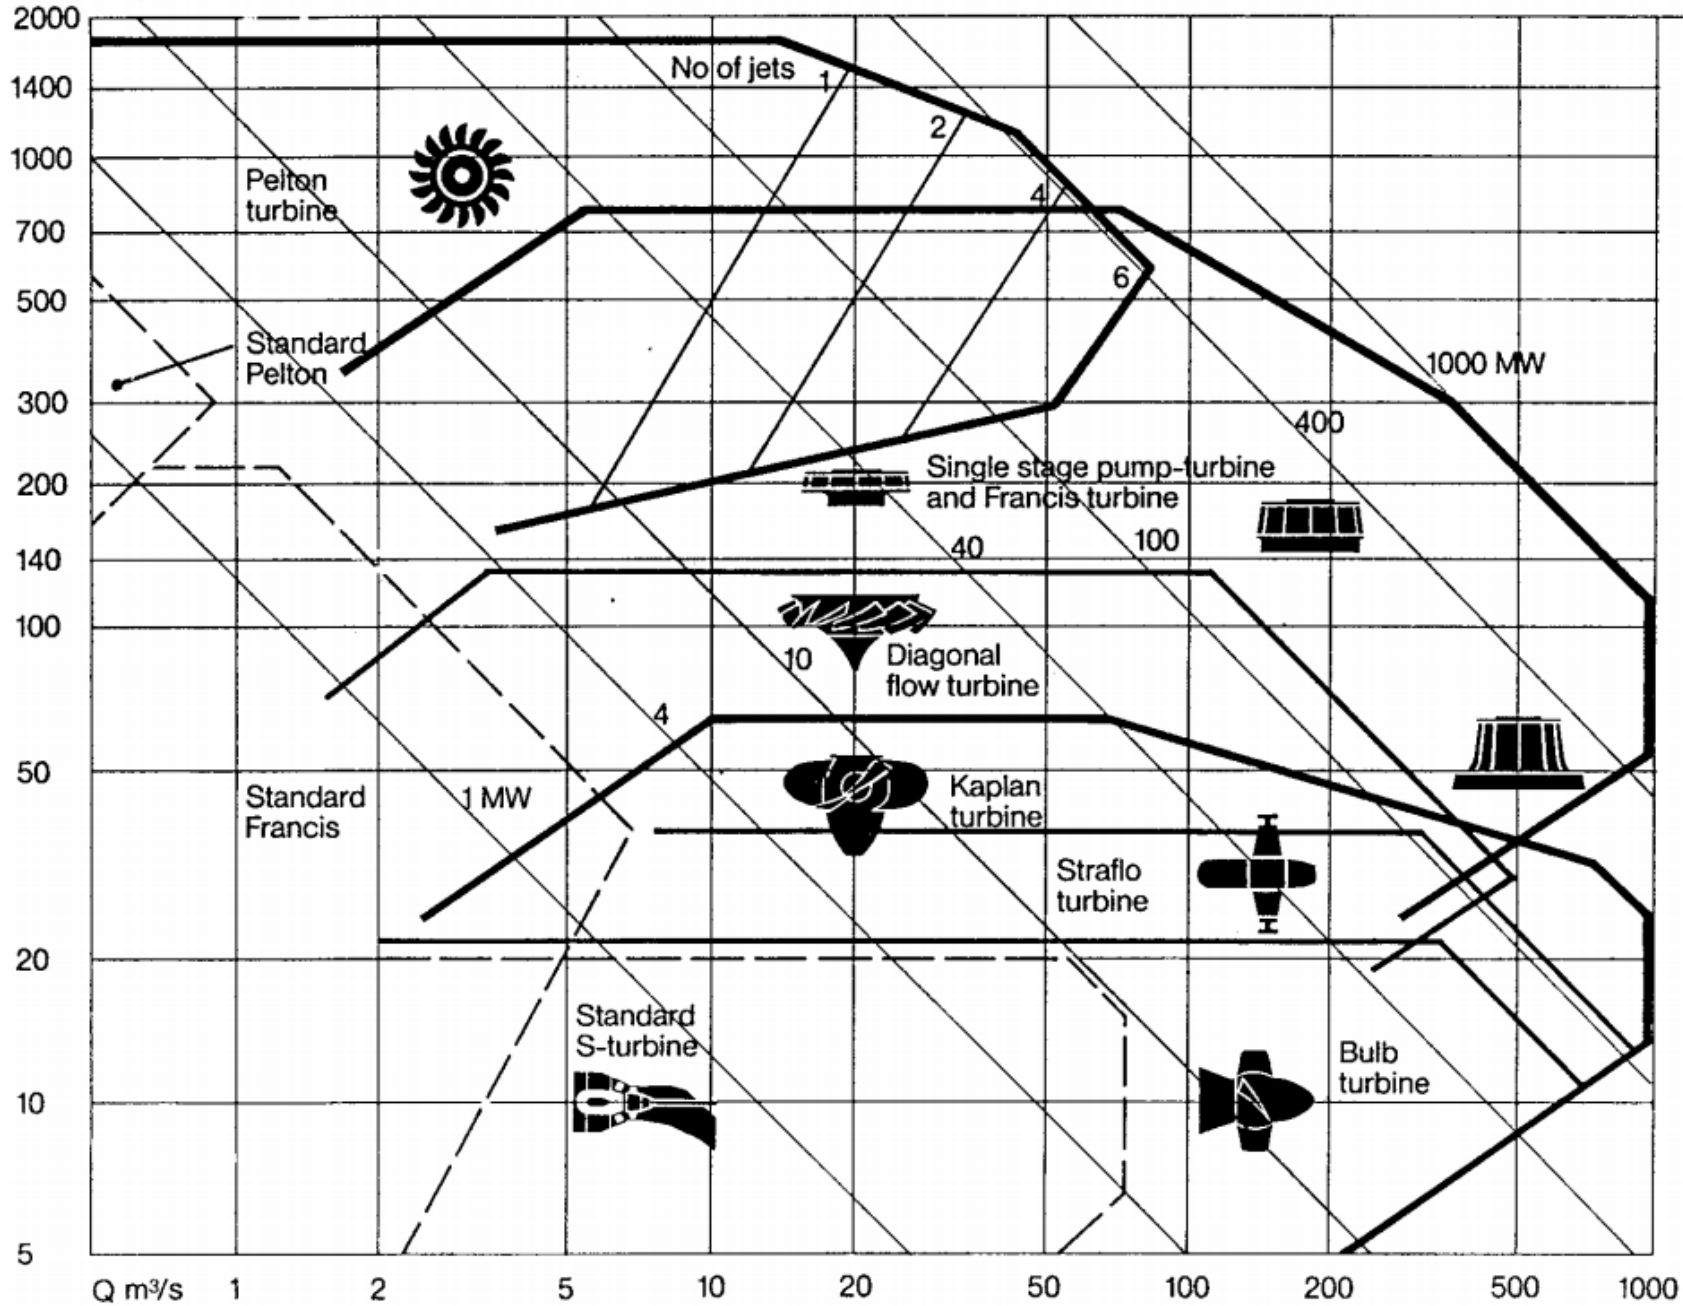 2000
No of jets
1
1400
2
1000
Pelton
turbine
4
700
6
500
Standard
Pelton
1000 MW
300
400
Single stage pump-turbine
and Francis turbine
200
40
100
140
100
10
Diagonal
flow turbine
4
50
Standard
Francis
1 MW
Kaplan
turbine
Straflo
turbine
20
Standard
S-turbine
Bulb
turbine
10
5
Q m³/s 1 2 5 10 20 50 100 200 500 1000